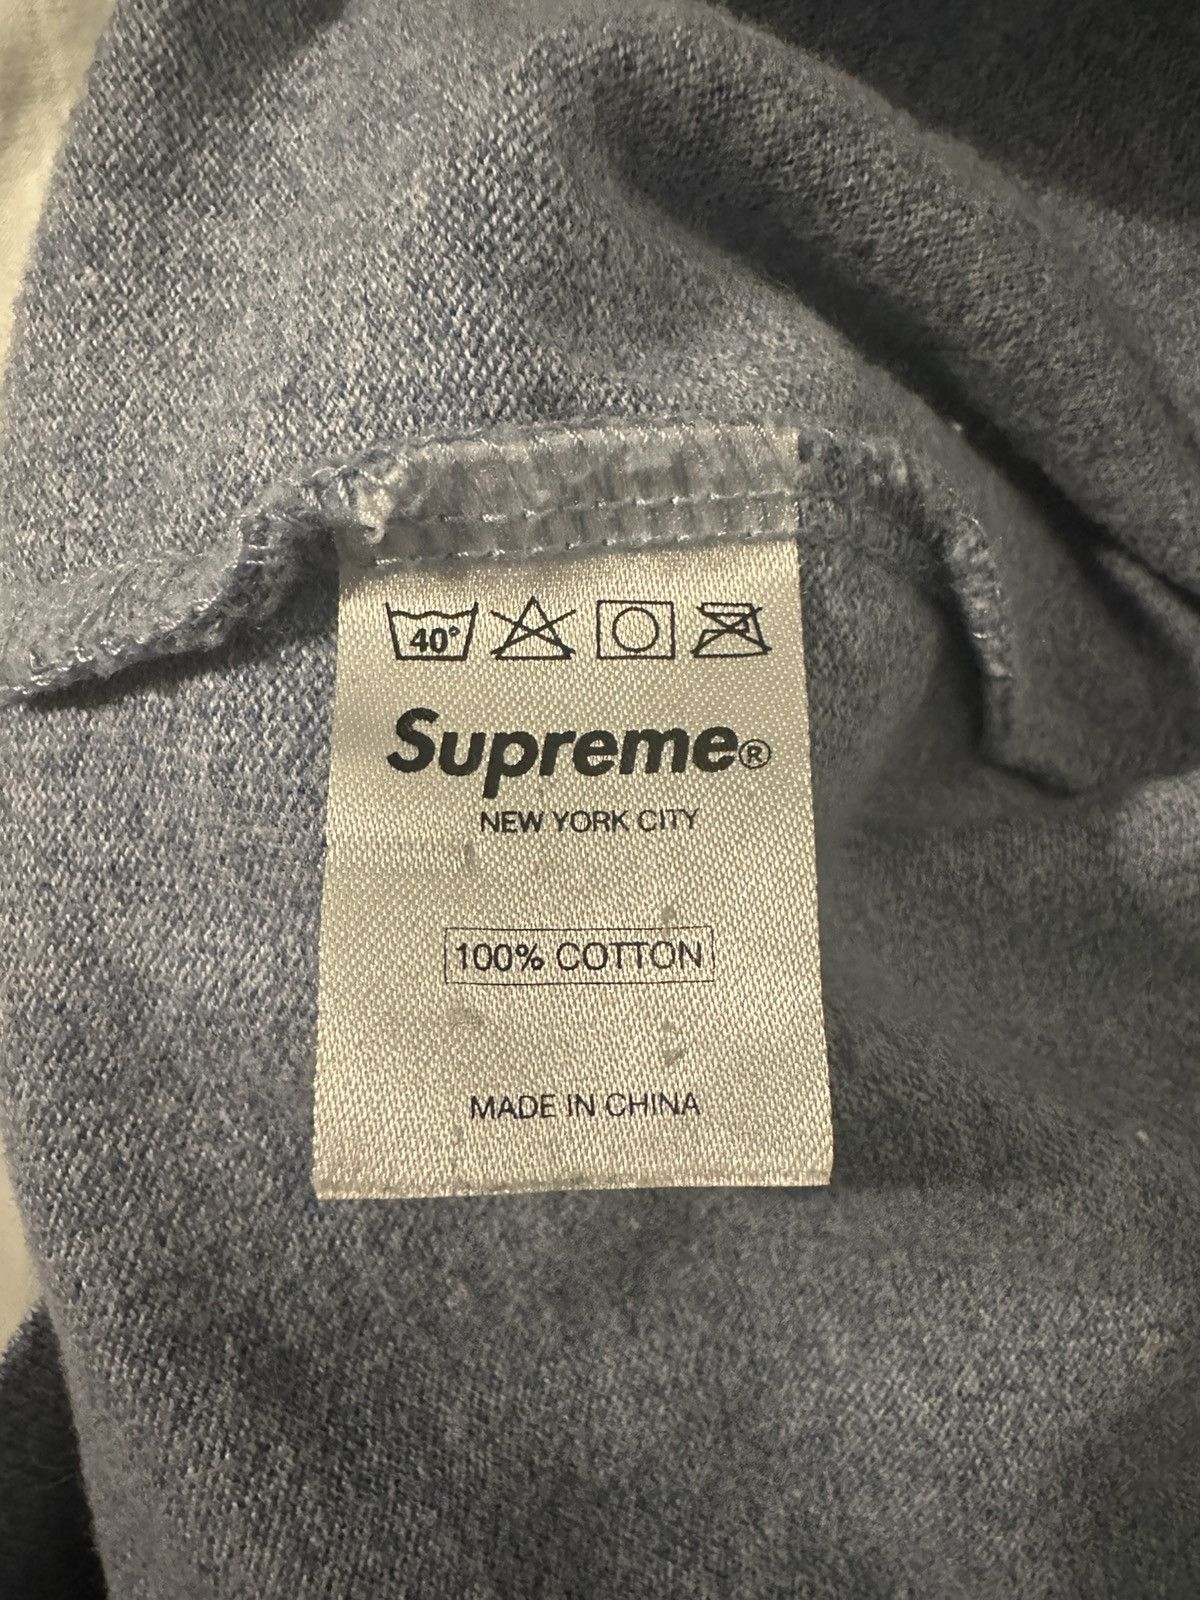 40°
Supreme®
NEW YORK CITY
100% COTTON
MADE IN CHINA